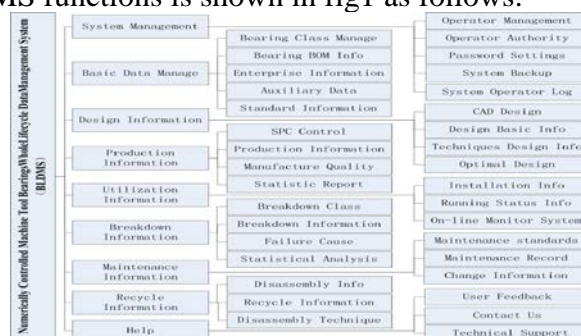 MS functions is shown in fig1 as follows:
Numerically Controlled Machine Tool Bearings Whole Lifecycle Data Management System
(BLDMS)
System Management
Basic Data Manage
Design Information
Production
Information
Utilization
Information
Breakdown
Information
Maintenance
Information
Recycle
Information
Help
Bearing Class Manage
Bearing BOM Info
Enterprise Information
Auxiliary Data
Standard Information
SPC Control
Production Information
Manufacture Quality
Statistic Report
Breakdown Class
Breakdown Information
Failure Cause
Statistical Analysis
Disassembly Info
Recycle Information
Disassembly Technique
Operator Management
Operator Authority
Password Settings
System Backup
System Operator Log
CAD Design
Design Basic Info
Techniques Design Info
Optimal Design
Installation Info
Running Status Info
On-line Monitor System
Maintenance standards
Maintenance Record
Change Information
User Feedback
Contact Us
Technical Support